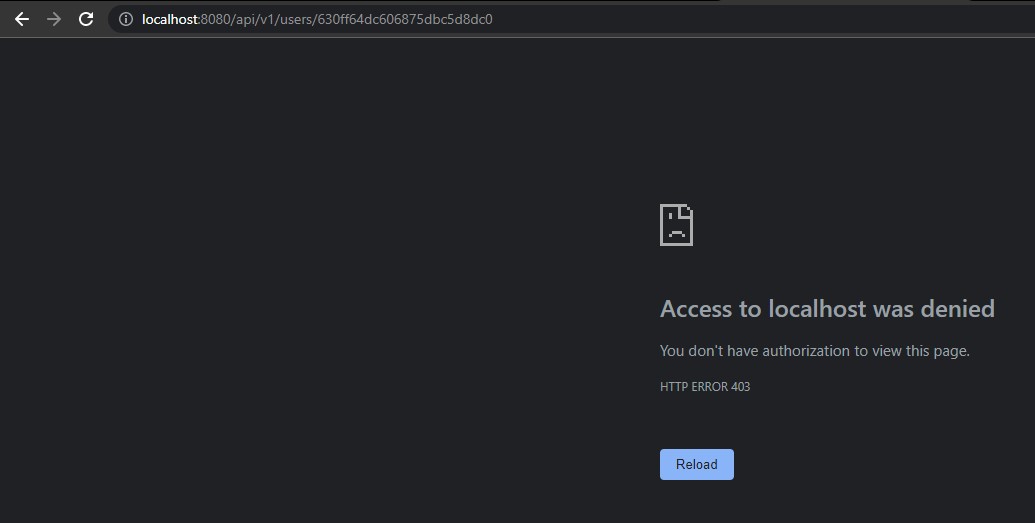 localhost:8080/api/v1/users/630ff64dc606875dbc5d8dc0
Access to localhost was denied
You don't have authorization to view this page.
HTTP ERROR 403
Reload